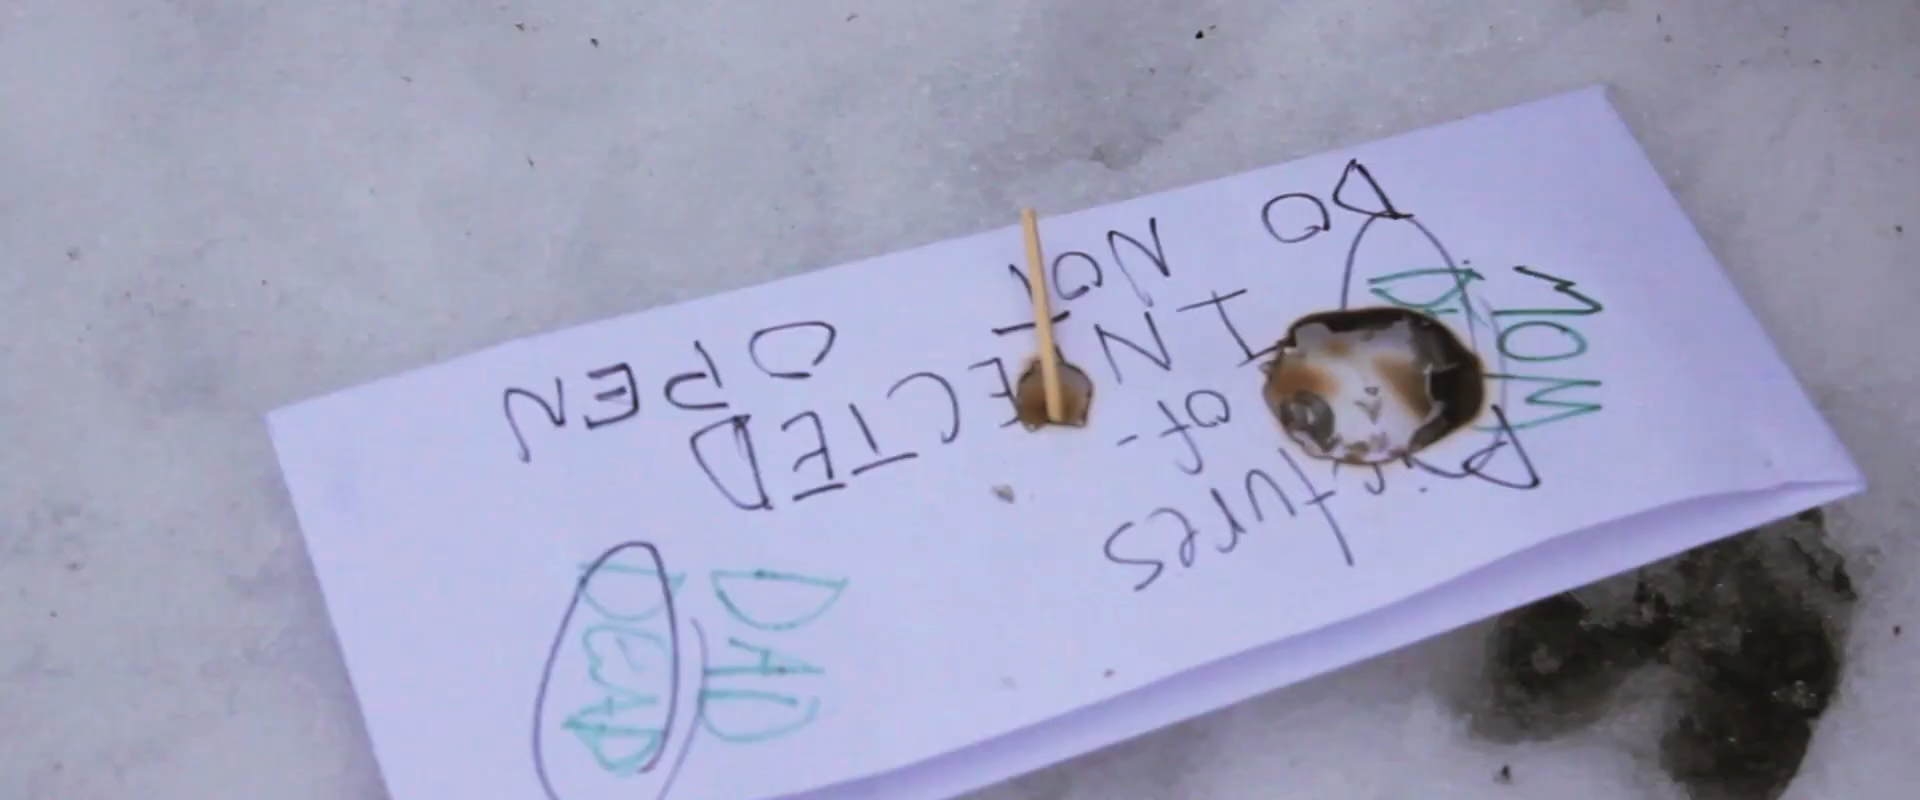 Pictures
of-
INFECTED
DO NOT OPEN
MOM
DAD
DEAD